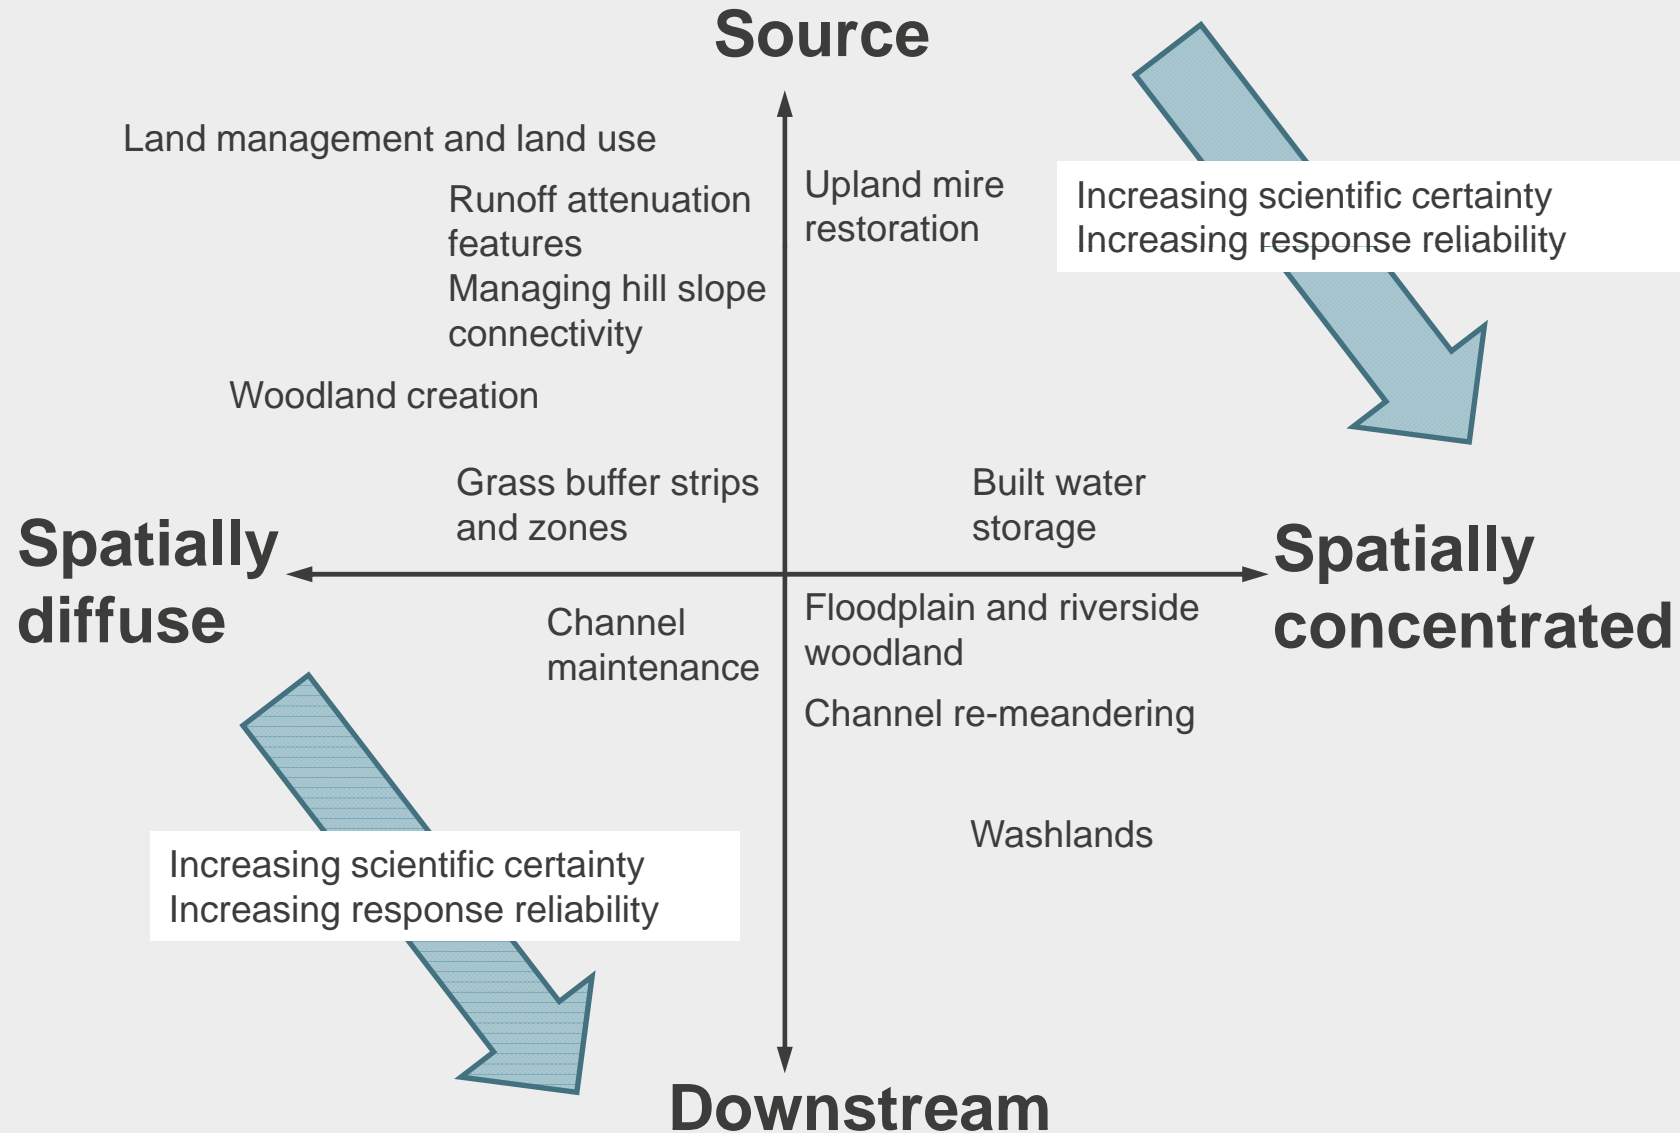 Source
Land management and land use
Runoff attenuation
features
Managing hill slope
connectivity
Upland mire
restoration
Increasing scientific certainty
Increasing response reliability
Woodland creation
Grass buffer strips
and zones
Built water
storage
Spatially
diffuse
Spatially
concentrated
Channel
maintenance
Floodplain and riverside
woodland
Channel re-meandering
Washlands
Increasing scientific certainty
Increasing response reliability
Downstream